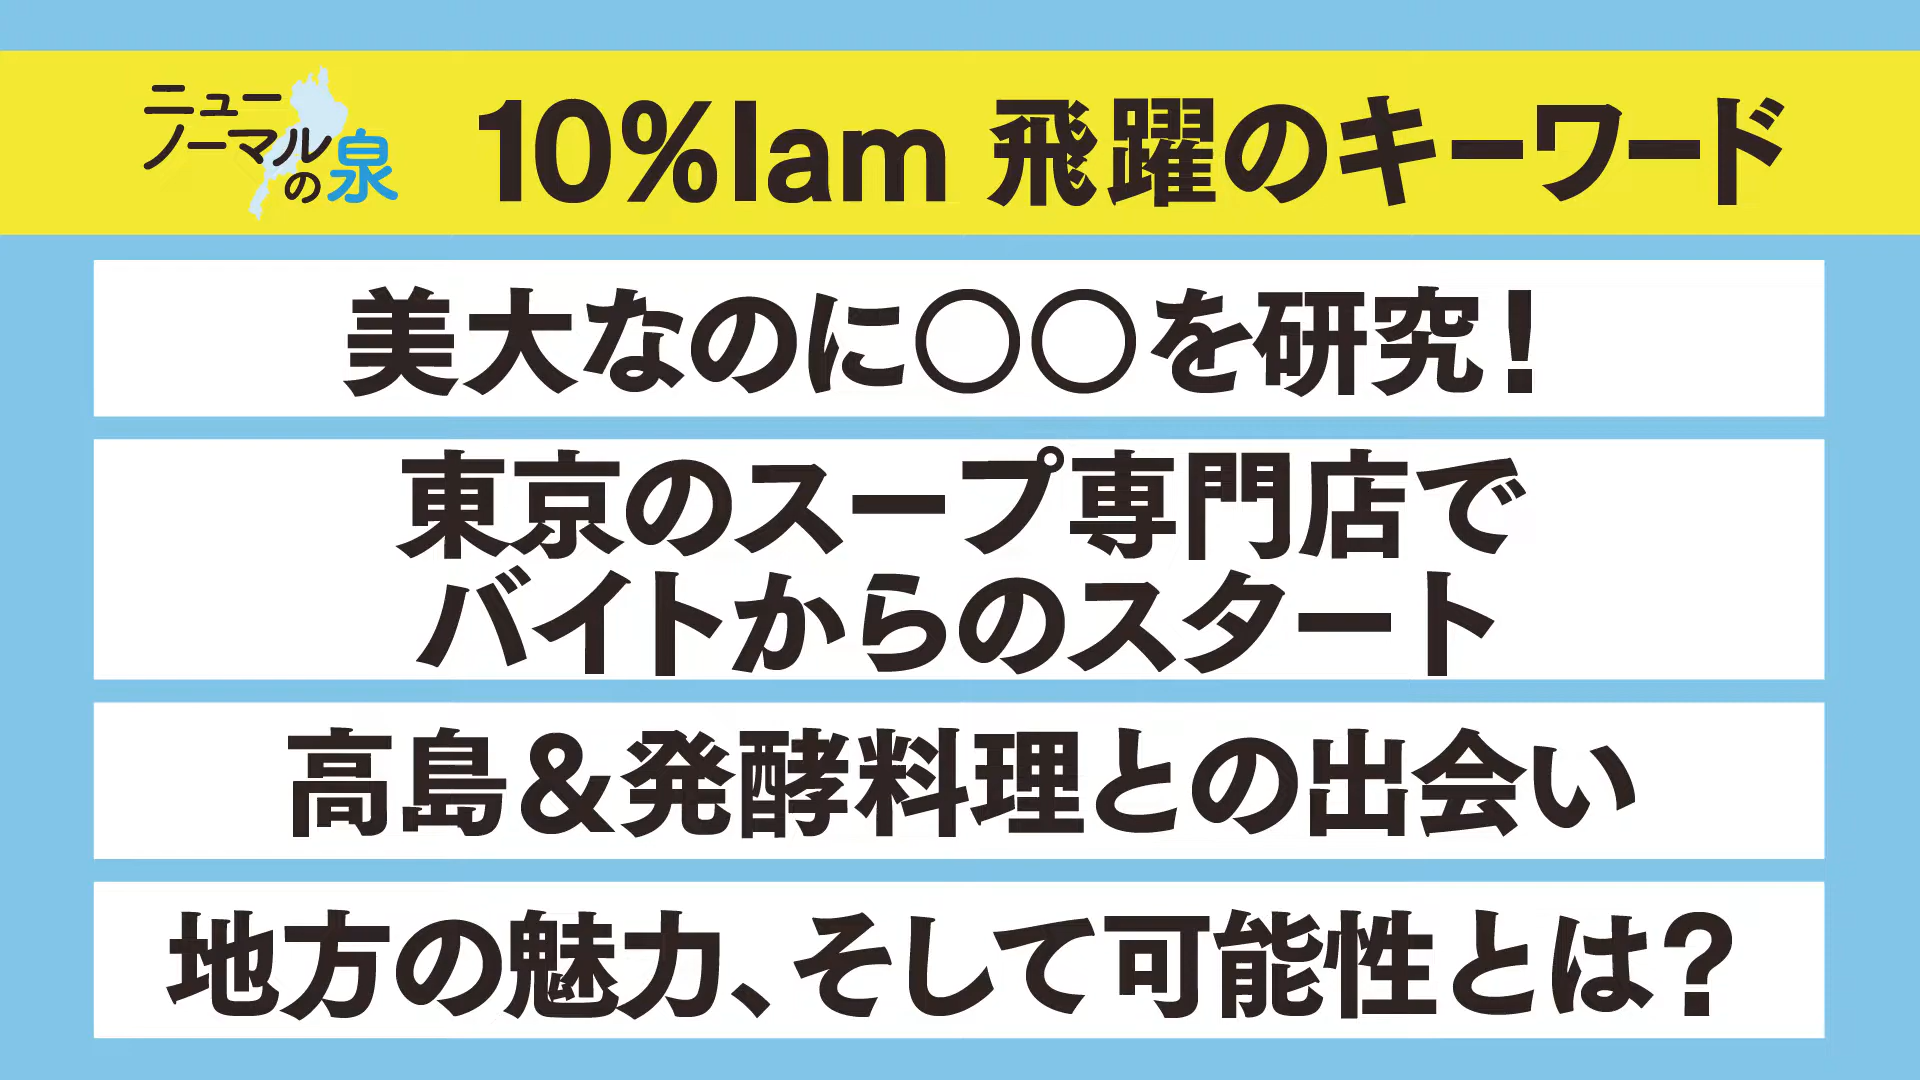 ニュー
ノーマル
の泉
10%Iam 飛躍のキーワード
美大なのに○○を研究!
東京のスープ専門店で
バイトからのスタート
高島&発酵料理との出会い
地方の魅力、そして可能性とは?